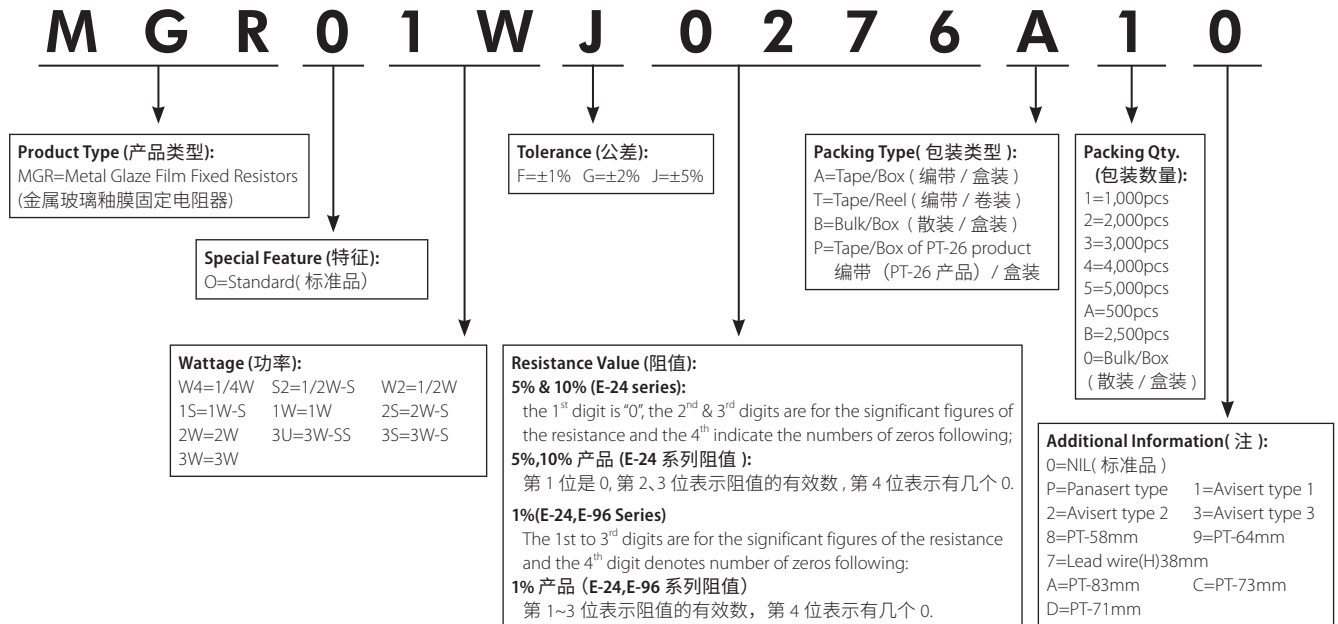 M G R 0 1 W J 0 2 7 6 A 1 0
Product Type (产品类型):
MGR=Metal Glaze Film Fixed Resistors
(金属玻璃釉膜固定电阻器)
Special Feature (特征):
O=Standard( 标准品)
Wattage (功率):
W4=1/4W S2=1/2W-S W2=1/2W
1S=1W-S 1W=1W 2S=2W-S
2W=2W 3U=3W-SS 3S=3W-S
3W=3W
Tolerance (公差):
F=±1% G=±2% J=±5%
Resistance Value (阻值):
5% & 10% (E-24 series):
the 1st digit is "0", the 2nd & 3rd digits are for the significant figures of
the resistance and the 4th indicate the numbers of zeros following;
5%,10% 产品 (E-24 系列阻值 ):
第 1 位是 0, 第 2、3 位表示阻值的有效数 , 第 4 位表示有几个 0.
1%(E-24,E-96 Series)
The 1st to 3rd digits are for the significant figures of the resistance
and the 4th digit denotes number of zeros following:
1% 产品（E-24,E-96 系列阻值）
第 1~3 位表示阻值的有效数，第 4 位表示有几个 0.
Packing Type( 包装类型 ):
A=Tape/Box ( 编带 / 盒装 )
T=Tape/Reel ( 编带 / 卷装 )
B=Bulk/Box ( 散装 / 盒装 )
P=Tape/Box of PT-26 product
编带（PT-26 产品）/ 盒装
Packing Qty.
(包装数量):
1=1,000pcs
2=2,000pcs
3=3,000pcs
4=4,000pcs
5=5,000pcs
A=500pcs
B=2,500pcs
0=Bulk/Box
( 散装 / 盒装 )
Additional Information( 注 ):
0=NIL( 标准品 )
P=Panasert type 1=Avisert type 1
2=Avisert type 2 3=Avisert type 3
8=PT-58mm 9=PT-64mm
7=Lead wire(H)38mm
A=PT-83mm C=PT-73mm
D=PT-71mm